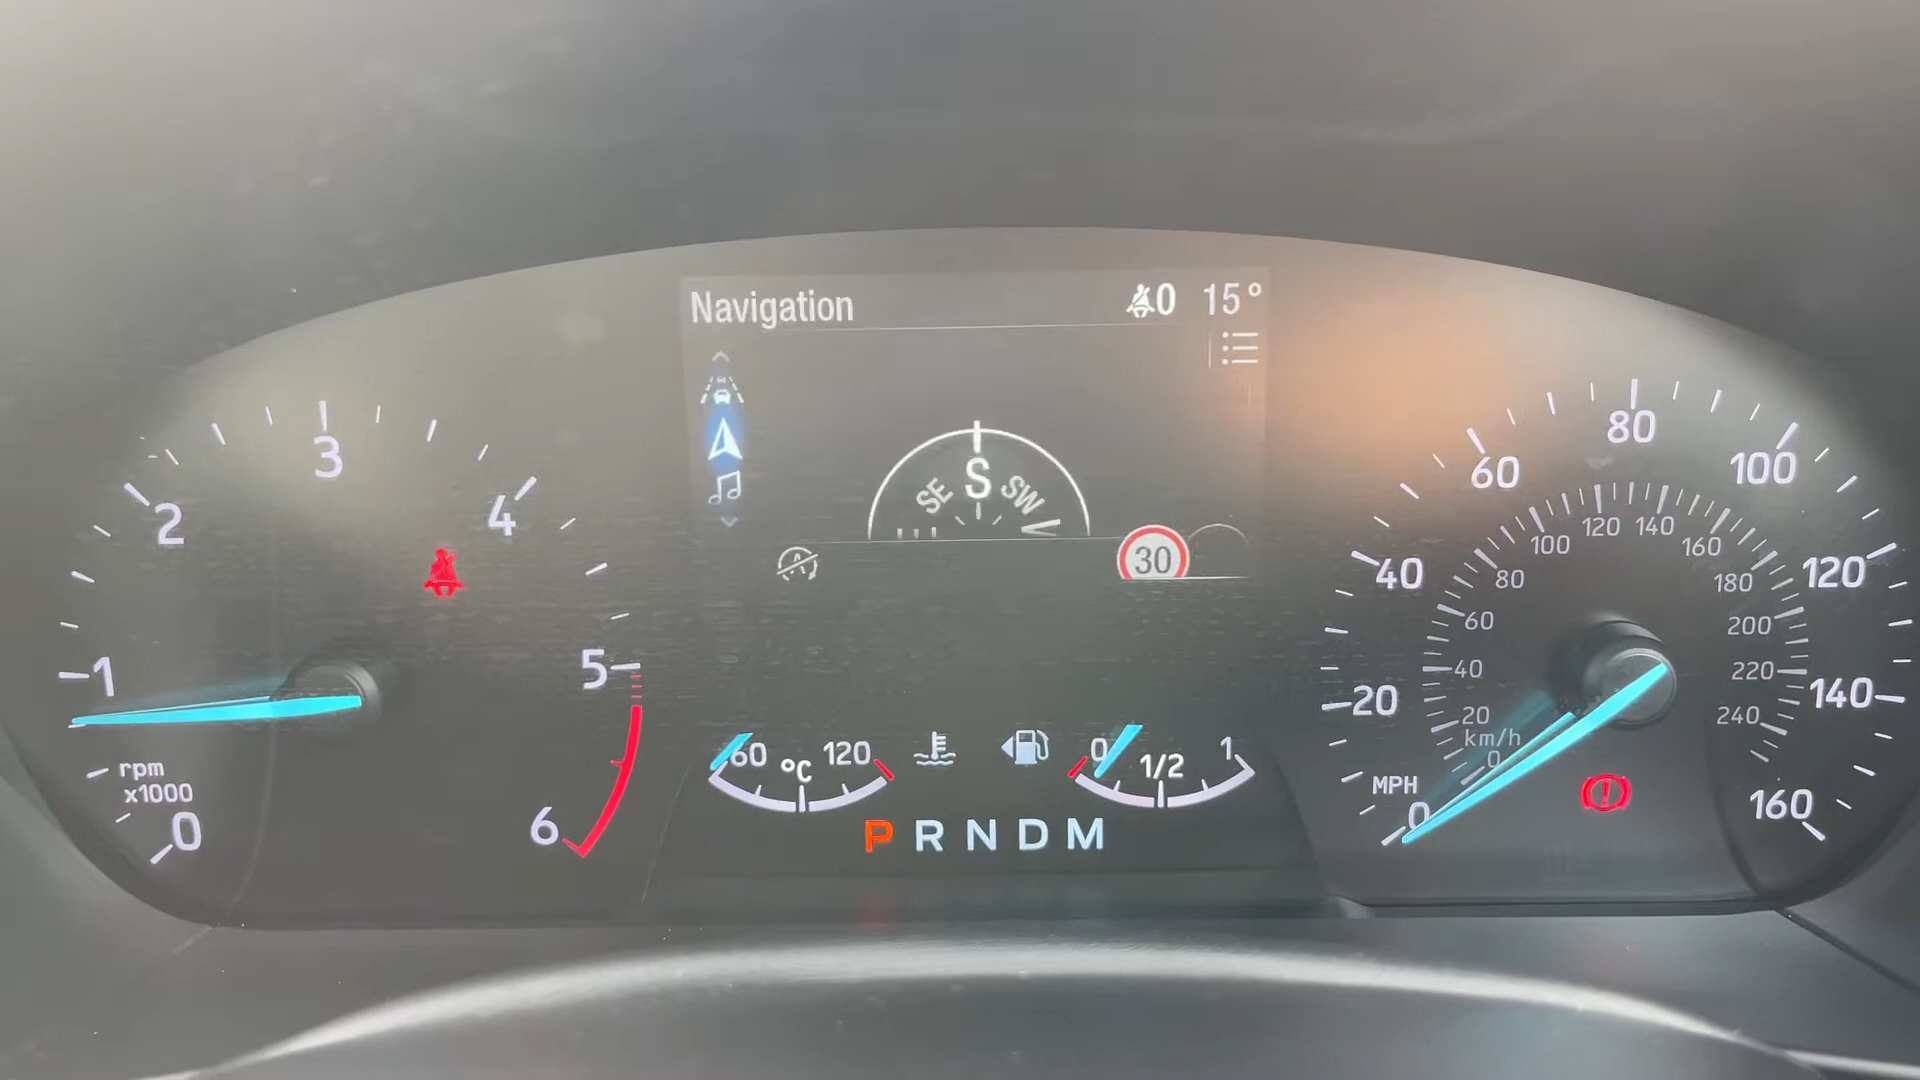 Navigation
0 15°
S
SE SW
30
0 1 2 3 4 5 6
rpm
x1000
60 °C 120
0 1/2 1
P R N D M
0 20 40 60 80 100 120 140 160
MPH
0 20 40 60 80 100 120 140 160 180 200 220 240
km/h